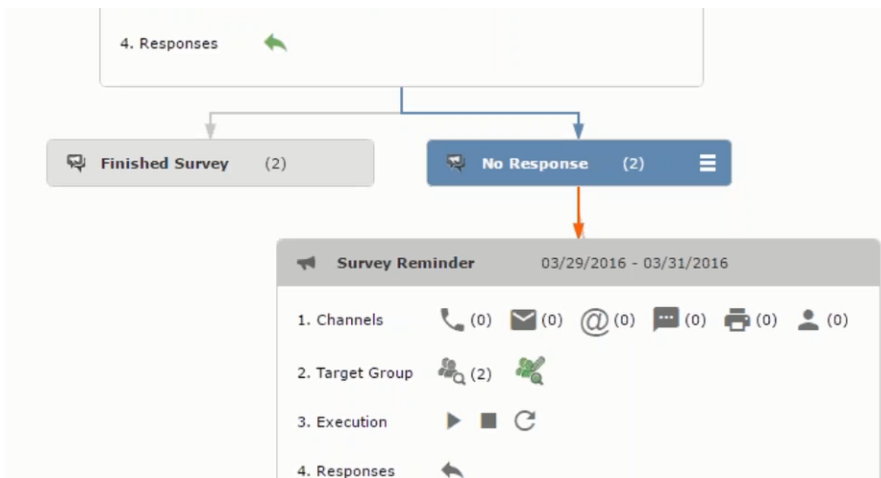 4. Responses
Finished Survey (2)
No Response (2)
Survey Reminder 03/29/2016 - 03/31/2016
1. Channels (0) (0) @ (0) (0) (0) (0)
2. Target Group (2)
3. Execution
4. Responses